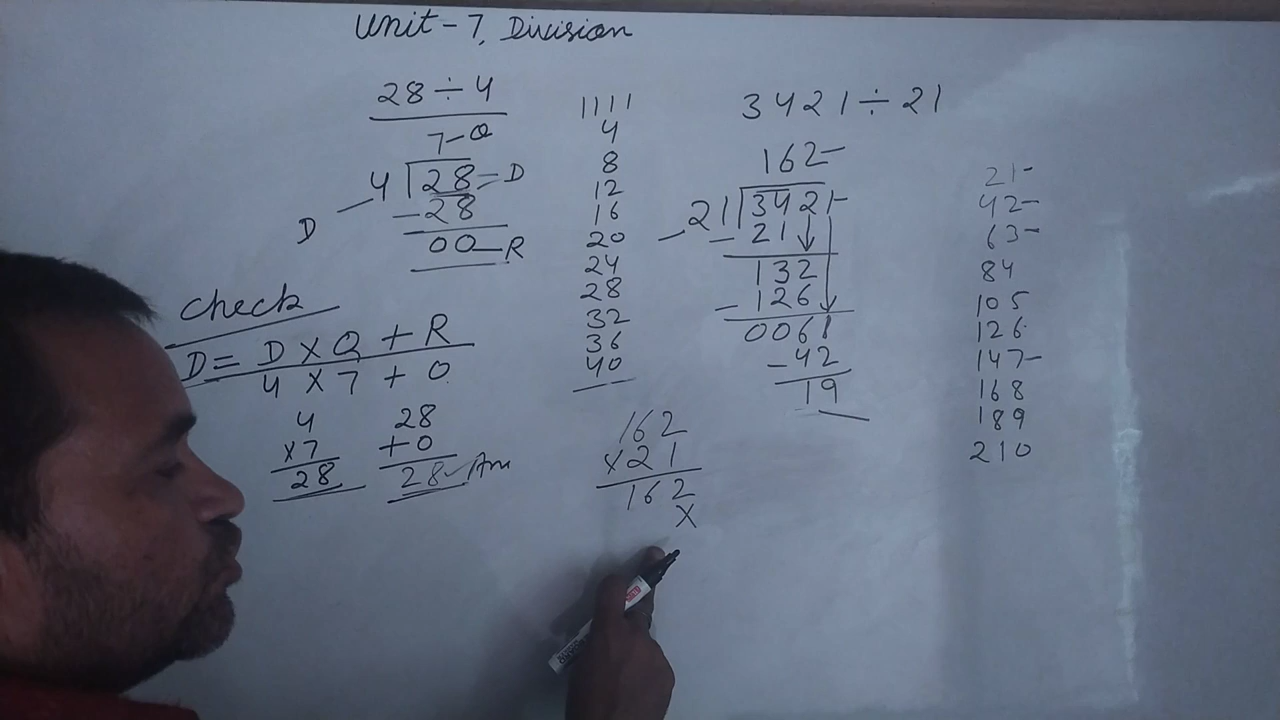 Unit-7, Division
28 ÷ 4
7-Q
4 28 = D
D
-28
00-R
Check
D = D X Q + R
4 X 7 + 0
4
X7
28
28
+0
28 Ans
1111
4
8
12
16
20
24
28
32
36
40
162
X21
162
X
3421 ÷ 21
162-
21 3421-
-21
132
-126
0061
-42
19
21-
42-
63-
84
105
126
147-
168
189
210